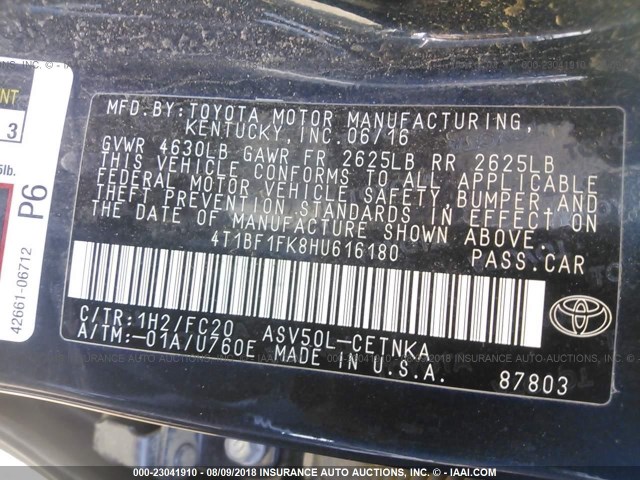 MFD.BY:TOYOTA MOTOR MANUFACTURING,
KENTUCKY, INC. 06/16
GVWR 4630LB GAWR FR 2625LB RR 2625LB
THIS VEHICLE CONFORMS TO ALL APPLICABLE
FEDERAL MOTOR VEHICLE SAFETY, BUMPER, AND
THEFT PREVENTION STANDARDS IN EFFECT ON
THE DATE OF MANUFACTURE SHOWN ABOVE.
4T1BF1FK8HU616180 PASS.CAR
C/TR:1H2/FC20 ASV50L-CETNKA
A/TM:-01A/U760E MADE IN U.S.A. 87803
TOYOTA
3
P6
42661-06712
000-23041910 - 08/09/2018 INSURANCE AUTO AUCTIONS, INC. - © IAAI.COM